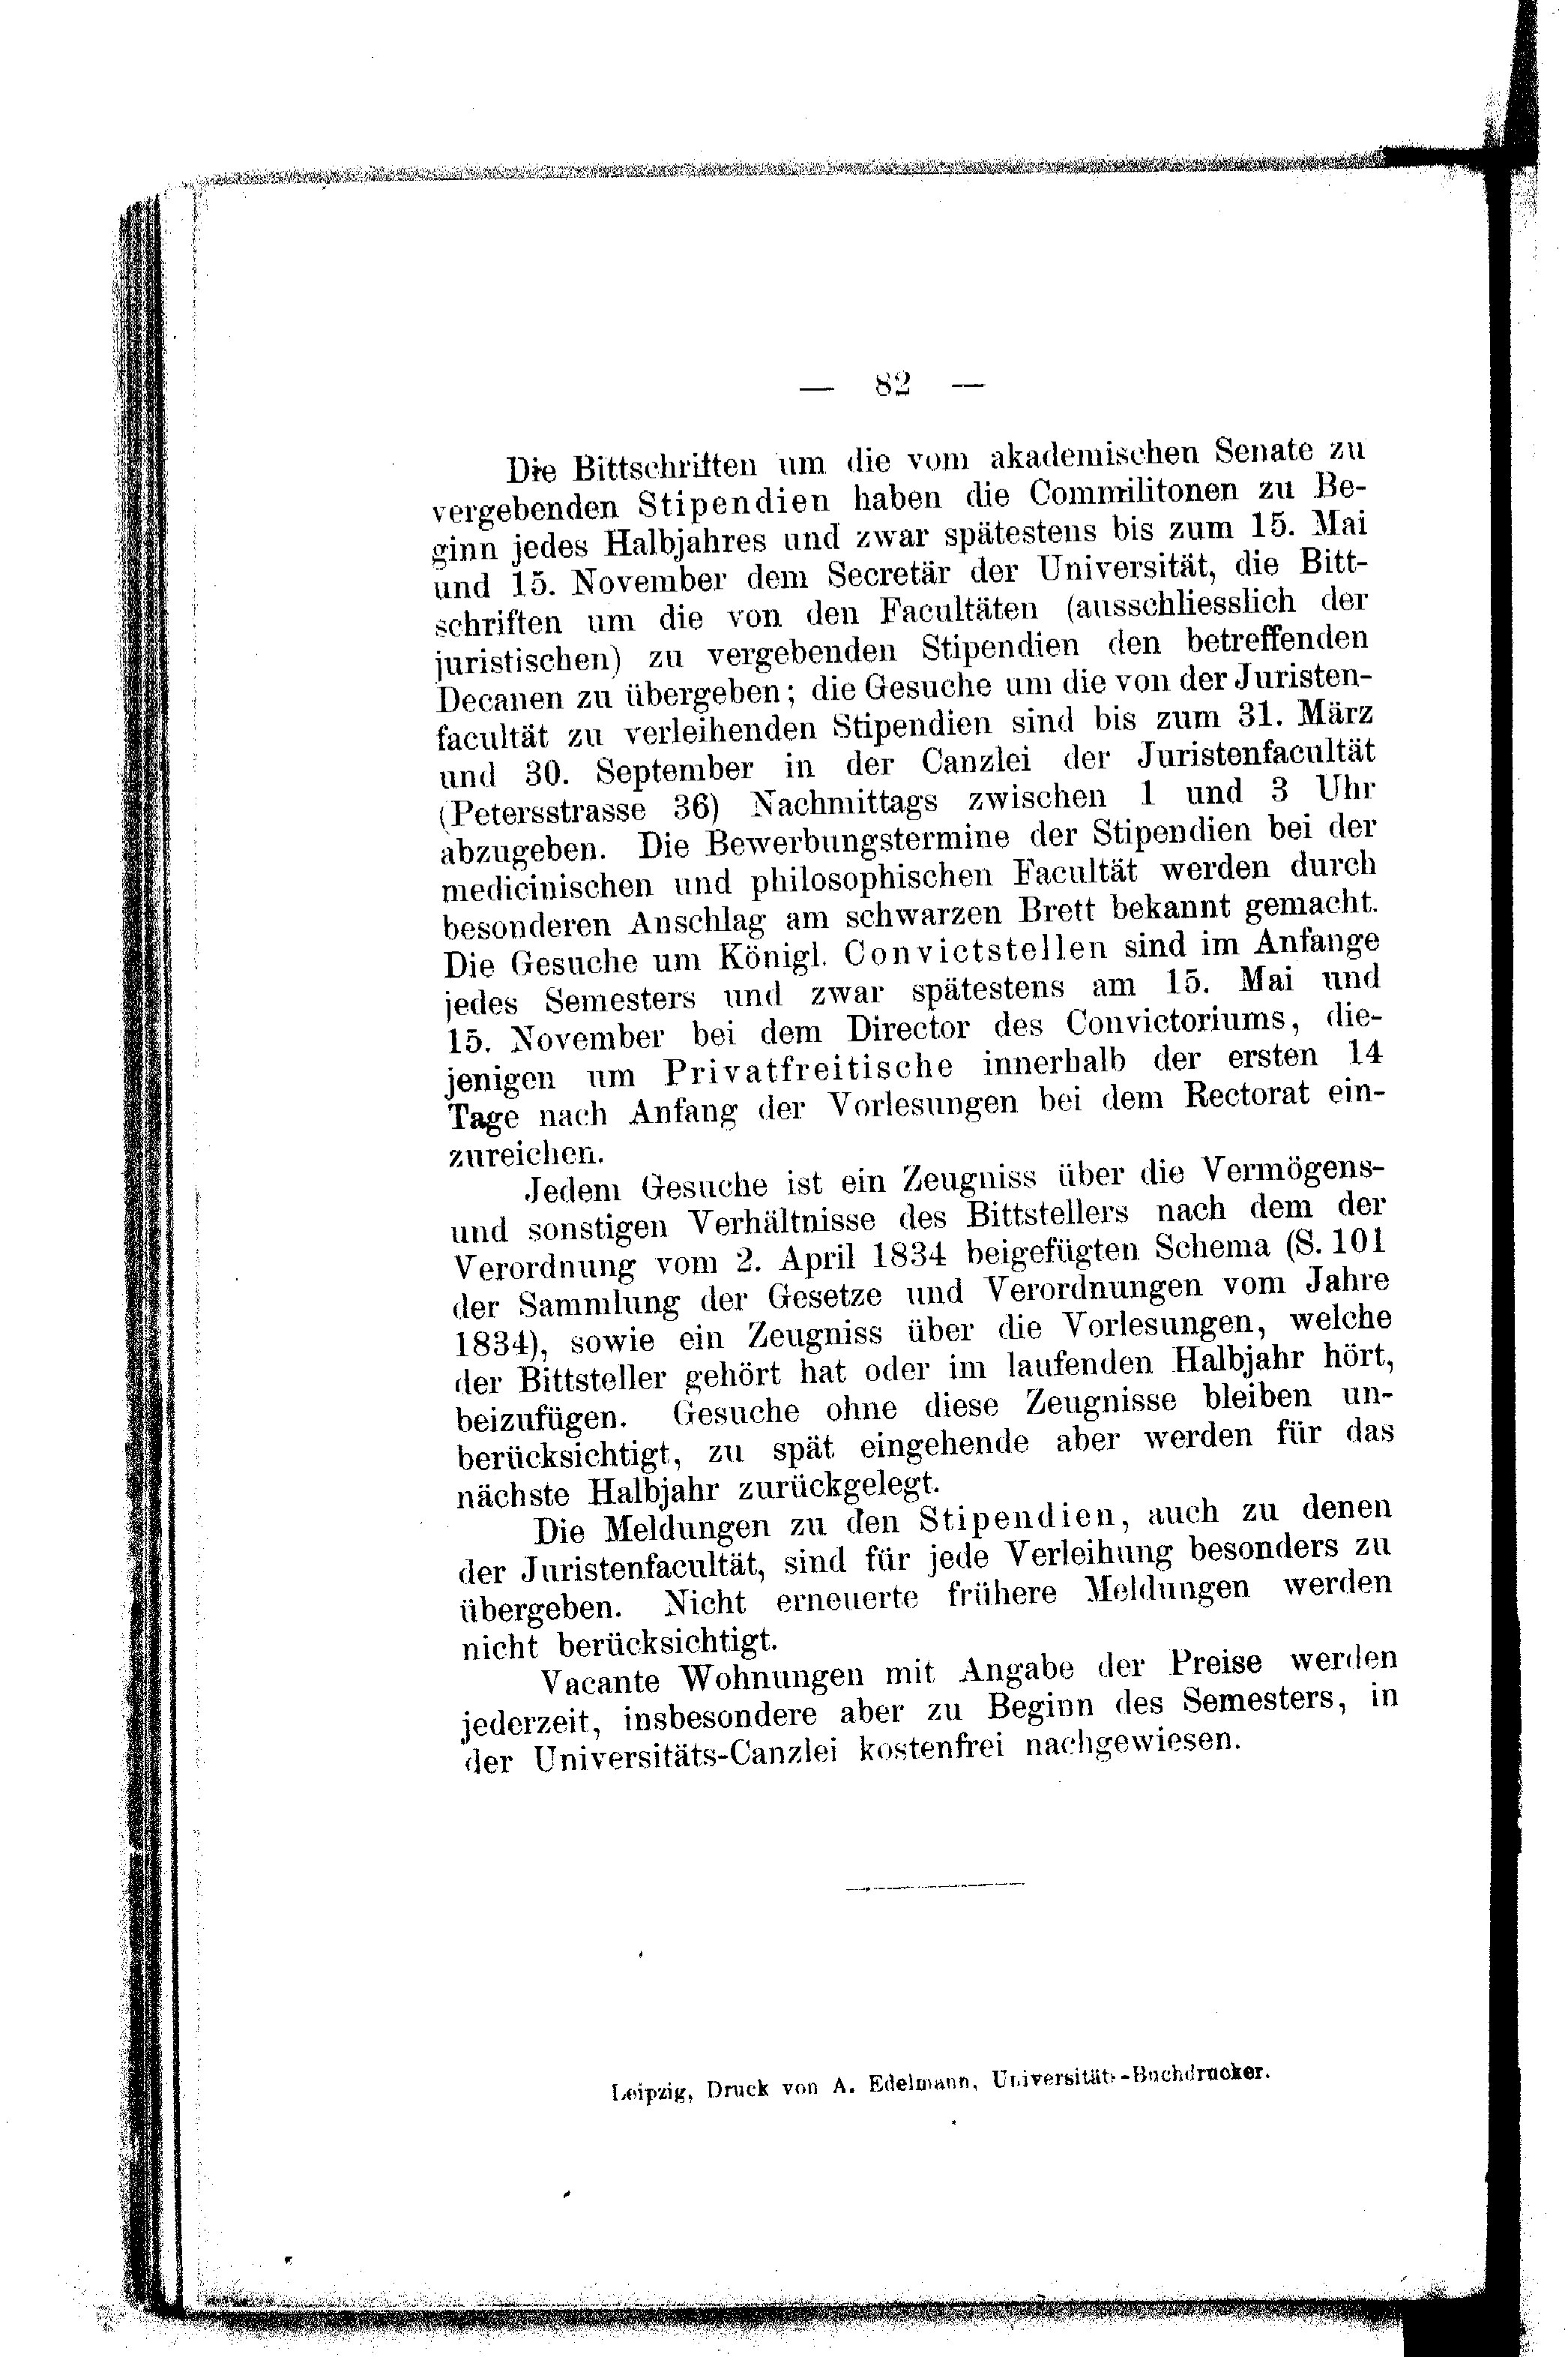 — 82 —
Die Bittschriften um die vom akademischen Senate zu
vergebenden Stipendien haben die Commilitonen zu Be-
ginn jedes Halbjahres und zwar spätestens bis zum 15. Mai
und 15. November dem Secretär der Universität, die Bitt-
schriften um die von den Facultäten (ausschliesslich der
juristischen) zu vergebenden Stipendien den betreffenden
Decanen zu übergeben; die Gesuche um die von der Juristen-
facultät zu verleihenden Stipendien sind bis zum 31. März
und 30. September in der Canzlei der Juristenfacultät
(Petersstrasse 36) Nachmittags zwischen 1 und 3 Uhr
abzugeben. Die Bewerbungstermine der Stipendien bei der
medicinischen und philosophischen Facultät werden durch
besonderen Anschlag am schwarzen Brett bekannt gemacht.
Die Gesuche um Königl. Convictstellen sind im Anfange
jedes Semesters und zwar spätestens am 15. Mai und
15. November bei dem Director des Convictoriums, die-
jenigen um Privatfreitische innerhalb der ersten 14
Tage nach Anfang der Vorlesungen bei dem Rectorat ein-
zureichen.
Jedem Gesuche ist ein Zeugniss über die Vermögens-
und sonstigen Verhältnisse des Bittstellers nach dem der
Verordnung vom 2. April 1834 beigefügten Schema (S. 101
der Sammlung der Gesetze und Verordnungen vom Jahre
1834), sowie ein Zeugniss über die Vorlesungen, welche
der Bittsteller gehört hat oder im laufenden Halbjahr hört,
beizufügen. Gesuche ohne diese Zeugnisse bleiben un-
berücksichtigt, zu spät eingehende aber werden für das
nächste Halbjahr zurückgelegt.
Die Meldungen zu den Stipendien, auch zu denen
der Juristenfacultät, sind für jede Verleihung besonders zu
übergeben. Nicht erneuerte frühere Meldungen werden
nicht berücksichtigt.
Vacante Wohnungen mit Angabe der Preise werden
jederzeit, insbesondere aber zu Beginn des Semesters, in
der Universitäts-Canzlei kostenfrei nachgewiesen.
Leipzig, Druck von A. Edelmann, Universitäts-Buchdrucker.